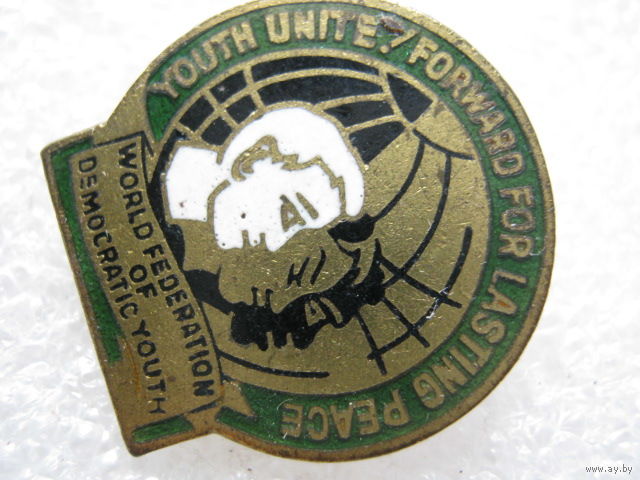 YOUTH UNITE! FORWARD FOR LASTING PEACE
WORLD FEDERATION
OF
DEMOCRATIC YOUTH
www.ay.by